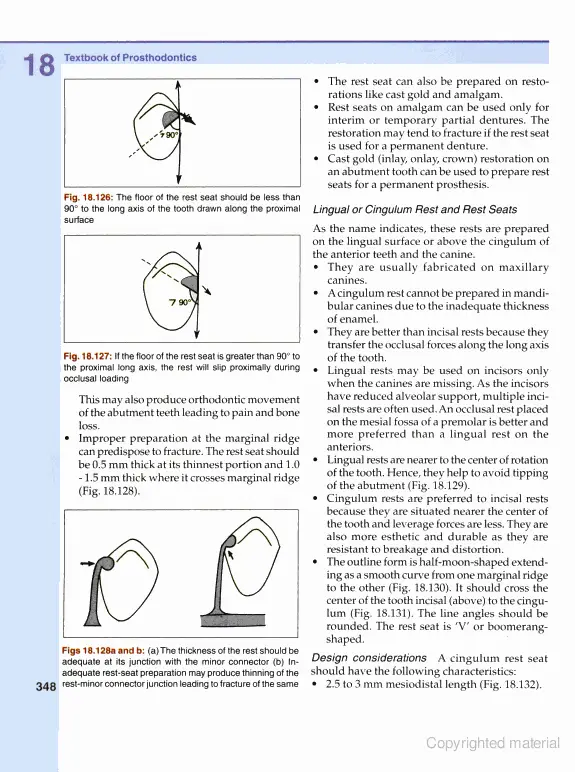 18
Textbook of Prosthodontics
90°
Fig. 18.126: The floor of the rest seat should be less than
90° to the long axis of the tooth drawn along the proximal
surface
7 90°
Fig. 18.127: If the floor of the rest seat is greater than 90° to
the proximal long axis, the rest will slip proximally during
occlusal loading
This may also produce orthodontic movement
of the abutment teeth leading to pain and bone
loss.
• Improper preparation at the marginal ridge
can predispose to fracture. The rest seat should
be 0.5 mm thick at its thinnest portion and 1.0
- 1.5 mm thick where it crosses marginal ridge
(Fig. 18.128).
Figs 18.128a and b: (a) The thickness of the rest should be
adequate at its junction with the minor connector (b) In-
adequate rest-seat preparation may produce thinning of the
rest-minor connector junction leading to fracture of the same
348
• The rest seat can also be prepared on resto-
rations like cast gold and amalgam.
• Rest seats on amalgam can be used only for
interim or temporary partial dentures. The
restoration may tend to fracture if the rest seat
is used for a permanent denture.
• Cast gold (inlay, onlay, crown) restoration on
an abutment tooth can be used to prepare rest
seats for a permanent prosthesis.
Lingual or Cingulum Rest and Rest Seats
As the name indicates, these rests are prepared
on the lingual surface or above the cingulum of
the anterior teeth and the canine.
• They are usually fabricated on maxillary
canines.
• A cingulum rest cannot be prepared in mandi-
bular canines due to the inadequate thickness
of enamel.
• They are better than incisal rests because they
transfer the occlusal forces along the long axis
of the tooth.
• Lingual rests may be used on incisors only
when the canines are missing. As the incisors
have reduced alveolar support, multiple inci-
sal rests are often used. An occlusal rest placed
on the mesial fossa of a premolar is better and
more preferred than a lingual rest on the
anteriors.
• Lingual rests are nearer to the center of rotation
of the tooth. Hence, they help to avoid tipping
of the abutment (Fig. 18.129).
• Cingulum rests are preferred to incisal rests
because they are situated nearer the center of
the tooth and leverage forces are less. They are
also more esthetic and durable as they are
resistant to breakage and distortion.
• The outline form is half-moon-shaped extend-
ing as a smooth curve from one marginal ridge
to the other (Fig. 18.130). It should cross the
center of the tooth incisal (above) to the cingu-
lum (Fig. 18.131). The line angles should be
rounded. The rest seat is 'V' or boomerang-
shaped.
Design considerations A cingulum rest seat
should have the following characteristics:
• 2.5 to 3 mm mesiodistal length (Fig. 18.132).
Copyrighted material